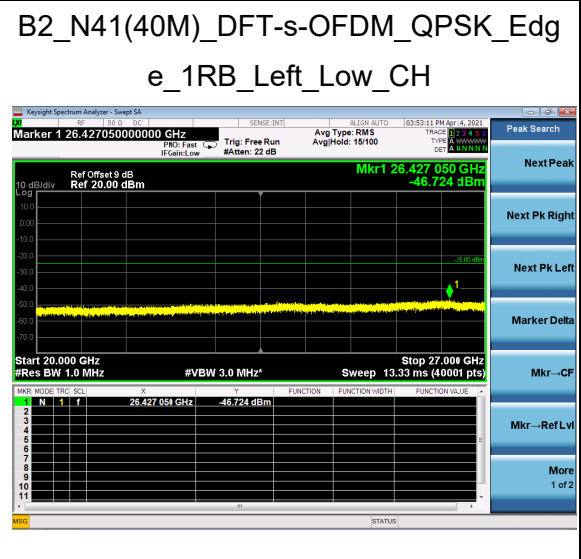 B2_N41(40M)_DFT-s-OFDM_QPSK_Edg
e_1RB_Left_Low_CH
Keysight Spectrum Analyzer - Swept SA
LXI RF 50 Ω DC SENSE:INT ALIGN AUTO 03:53:11 PM Apr 14, 2021
Marker 1 26.427050000000 GHz
PNO: Fast
IFGain:Low
Trig: Free Run
#Atten: 22 dB
Avg Type: RMS
Avg|Hold: 15/100
TRACE 1 2 3 4 5 6
TYPE A WWWWW
DET A N N N N N
Peak Search
Ref Offset 9 dB
Ref 20.00 dBm
10 dB/div
Log
Mkr1 26.427 050 GHz
-46.724 dBm
10.0
0.00
-10.0
-20.0
-25.00 dBm
-30.0
-40.0
-50.0
-60.0
-70.0
1
Start 20.000 GHz
Stop 27.000 GHz
#Res BW 1.0 MHz
#VBW 3.0 MHz*
Sweep 13.33 ms (40001 pts)
MKR MODE TRC SCL X Y FUNCTION FUNCTION WIDTH FUNCTION VALUE
1 N 1 f 26.427 050 GHz -46.724 dBm
2
3
4
5
6
7
8
9
10
11
Next Peak
Next Pk Right
Next Pk Left
Marker Delta
Mkr→CF
Mkr→Ref Lvl
More
1 of 2
MSG
STATUS